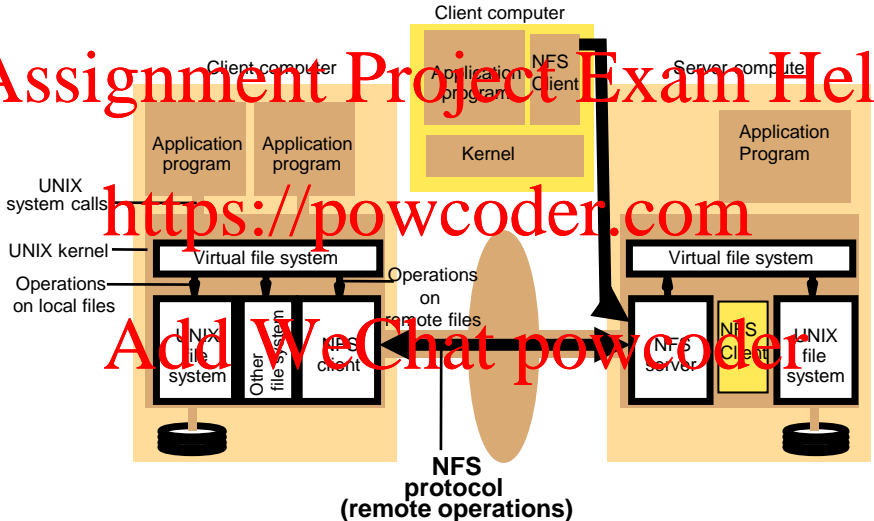 Client computer
Assignment Project Exam Hel
Client computer
Application
program
NFS
Client
Server compute
Kernel
Application
program
Application
program
Application
Program
UNIX
system calls
https://powcoder.com
UNIX kernel
Virtual file system
Virtual file system
Operations
on local files
Operations
on
remote files
Add WeChat powcoder
UNIX
file
system
Other
file system
NFS
client
NFS
server
NFS
Client
UNIX
file
system
NFS
protocol
(remote operations)